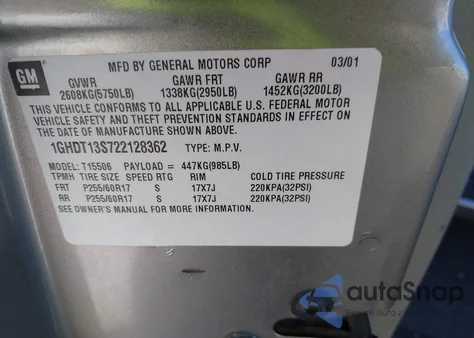 GM
MFD BY GENERAL MOTORS CORP 03/01
GVWR GAWR FRT GAWR RR
2608KG(5750LB) 1338KG(2950LB) 1452KG(3200LB)
THIS VEHICLE CONFORMS TO ALL APPLICABLE U.S. FEDERAL MOTOR
VEHICLE SAFETY AND THEFT PREVENTION STANDARDS IN EFFECT ON
THE DATE OF MANUFACTURE SHOWN ABOVE.
1GHDT13S722128362 TYPE: M.P.V.
MODEL: T15506 PAYLOAD = 447KG(985LB)
TPMH TIRE SIZE SPEED RTG RIM COLD TIRE PRESSURE
FRT P255/60R17 S 17X7J 220KPA(32PSI)
RR P255/60R17 S 17X7J 220KPA(32PSI)
SEE OWNER'S MANUAL FOR MORE INFORMATION.
autoSnap